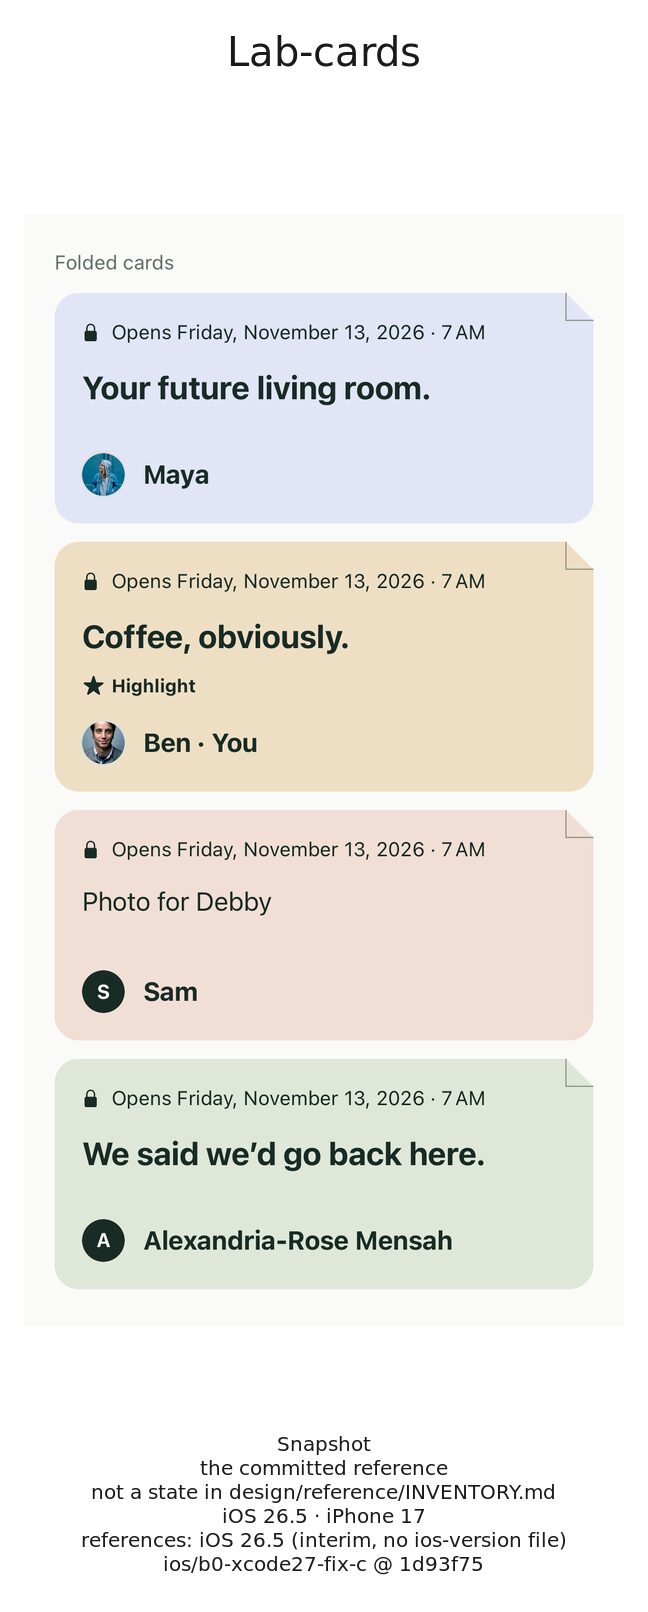 Lab-cards
Folded cards
Opens Friday, November 13, 2026 · 7 AM
Your future living room.
Maya
Opens Friday, November 13, 2026 · 7 AM
Coffee, obviously.
Highlight
Ben · You
Opens Friday, November 13, 2026 · 7 AM
Photo for Debby
S Sam
Opens Friday, November 13, 2026 · 7 AM
We said we’d go back here.
A Alexandria-Rose Mensah
Snapshot
the committed reference
not a state in design/reference/INVENTORY.md
iOS 26.5 · iPhone 17
references: iOS 26.5 (interim, no ios-version file)
ios/b0-xcode27-fix-c @ 1d93f75